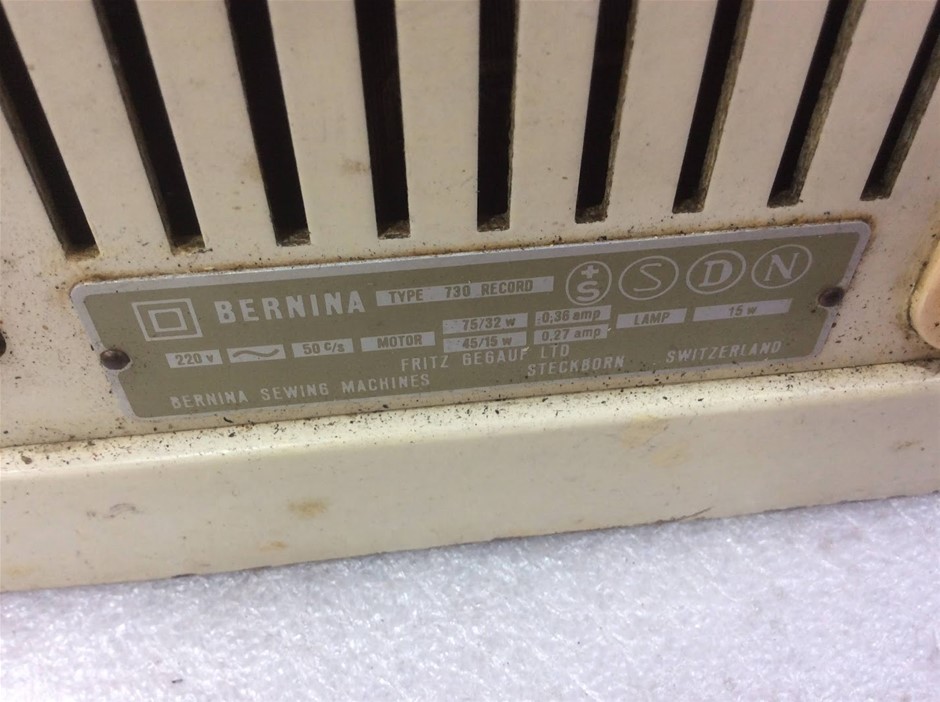 BERNINA TYPE 730 RECORD +S S D N
220 v 50 c/s MOTOR 75/32 w 0,36 amp LAMP 15 w
45/15 w 0,27 amp
FRITZ GEGAUF LTD
BERNINA SEWING MACHINES STECKBORN SWITZERLAND